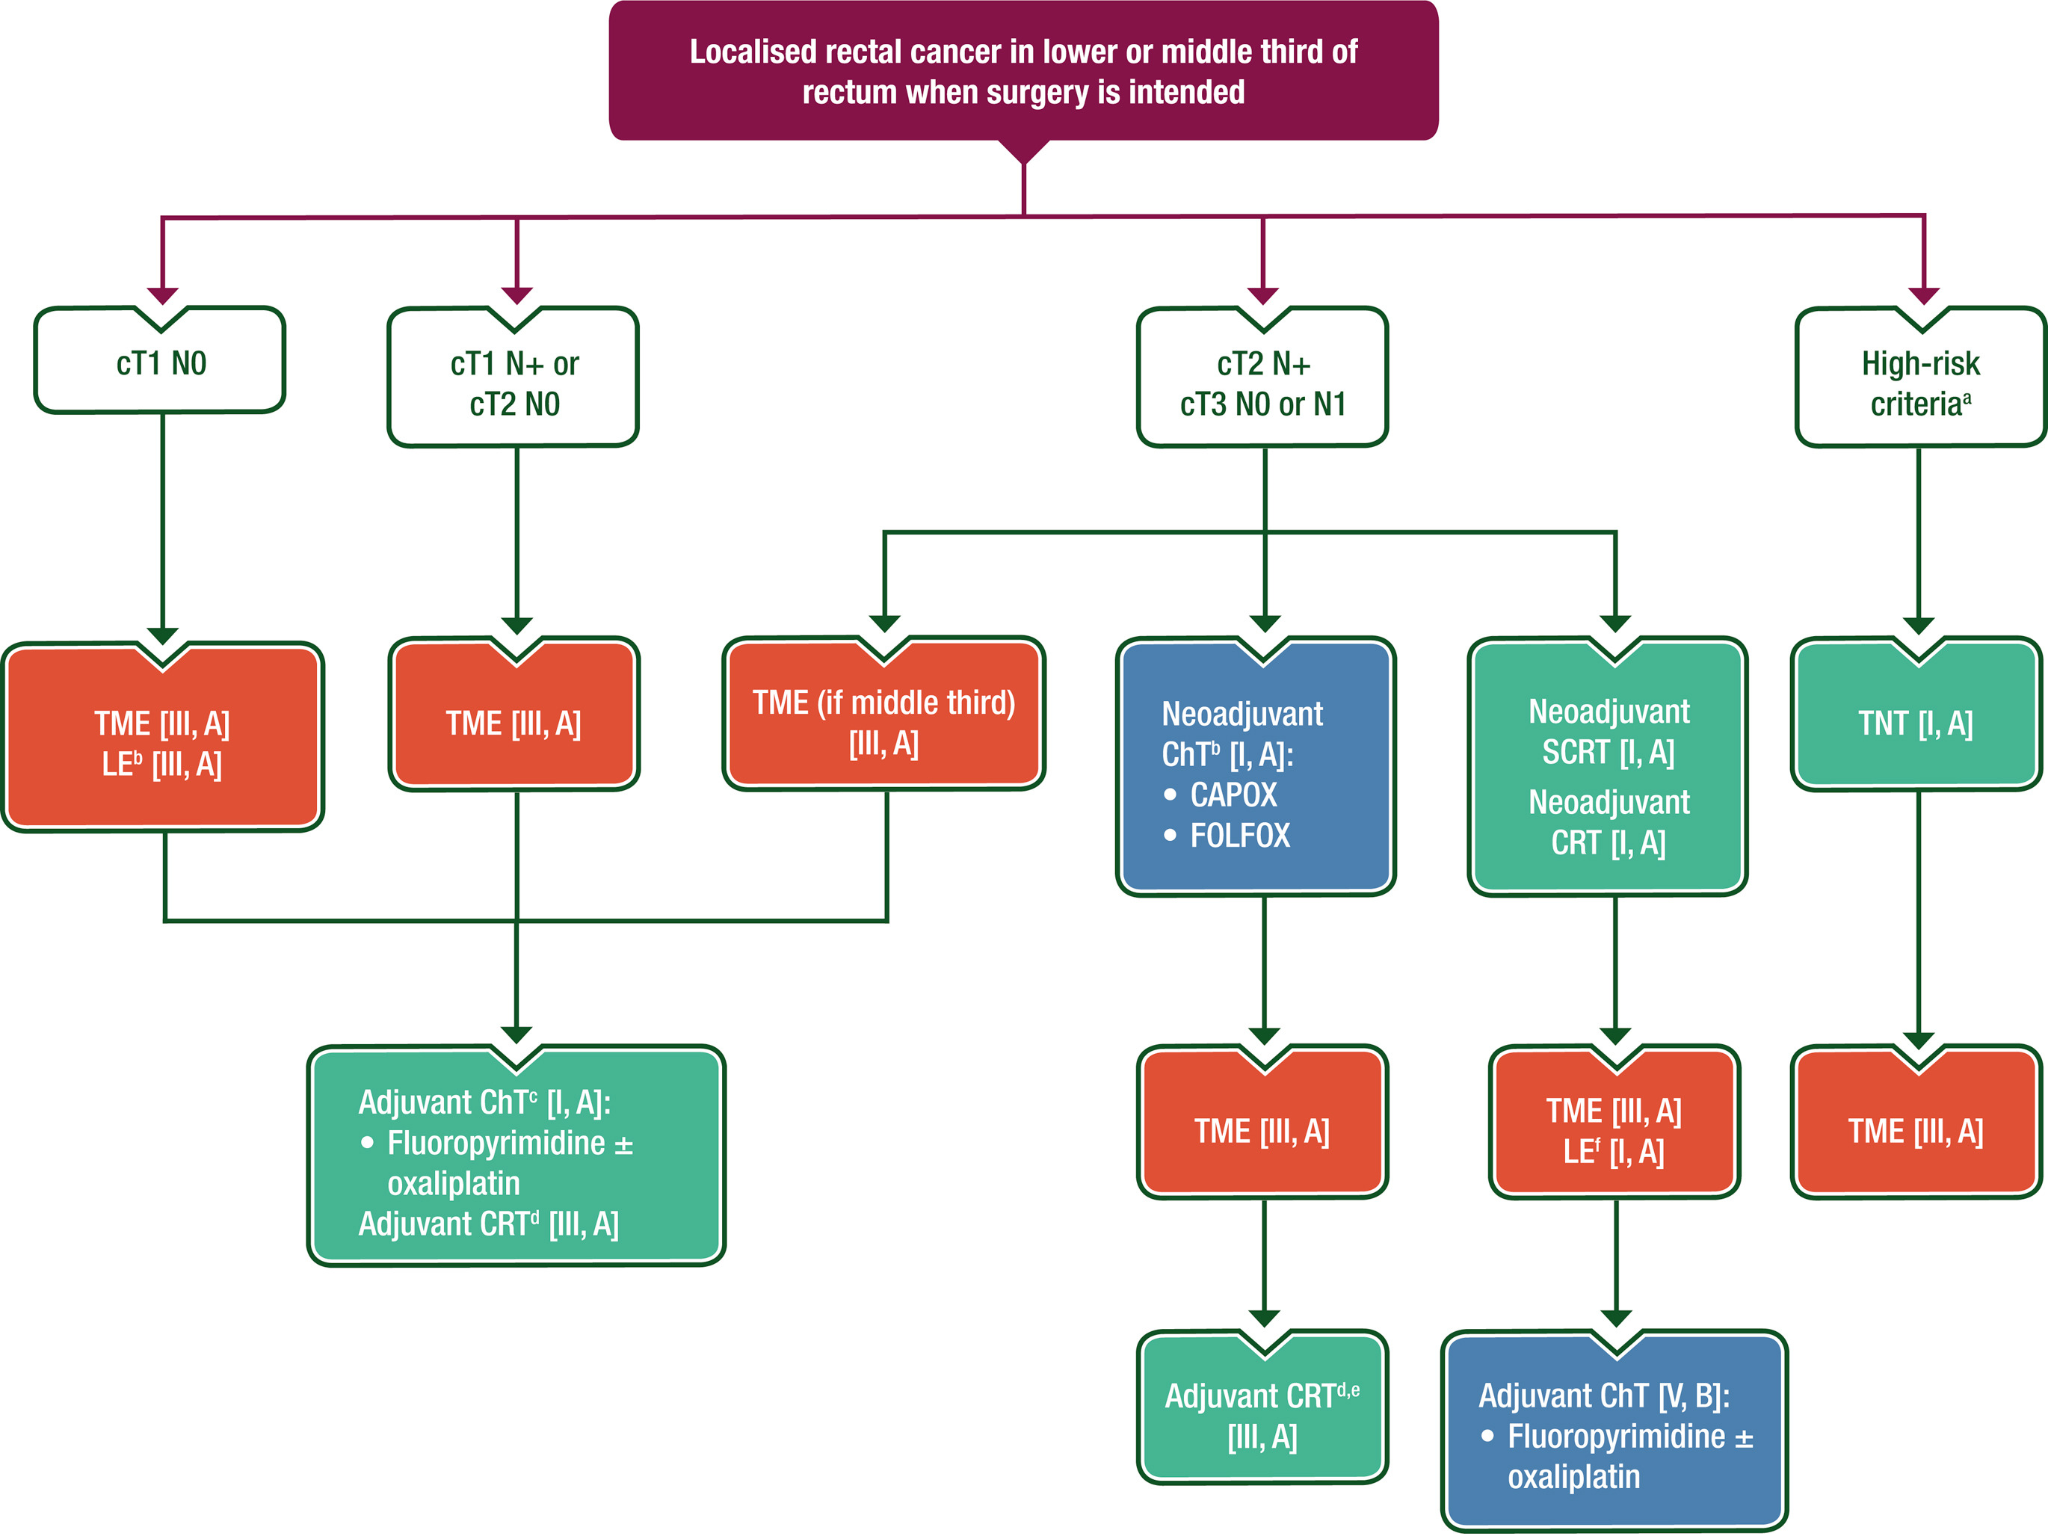 Localised rectal cancer in lower or middle third of
rectum when surgery is intended
cT1 N0
cT1 N+ or
cT2 N0
cT2 N+
cT3 N0 or N1
High-risk
criteriaᵃ
TME [III, A]
LEᵇ [III, A]
TME [III, A]
TME (if middle third)
[III, A]
Neoadjuvant
ChTᵇ [I, A]:
• CAPOX
• FOLFOX
Neoadjuvant
SCRT [I, A]
Neoadjuvant
CRT [I, A]
TNT [I, A]
Adjuvant ChTᶜ [I, A]:
• Fluoropyrimidine ±
oxaliplatin
Adjuvant CRTᵈ [III, A]
TME [III, A]
TME [III, A]
LEᶠ [I, A]
TME [III, A]
Adjuvant CRTᵈ,ᵉ
[III, A]
Adjuvant ChT [V, B]:
• Fluoropyrimidine ±
oxaliplatin